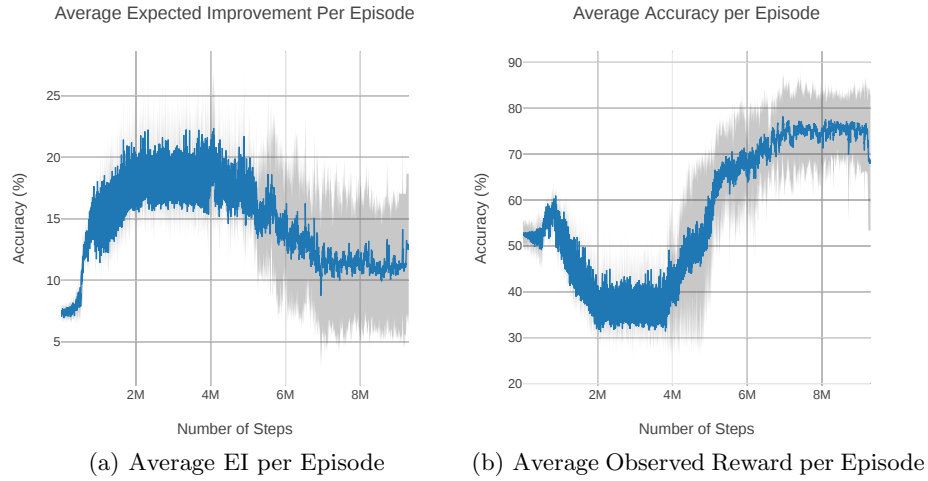 Average Expected Improvement Per Episode
Accuracy (%)
25
20
15
10
5
2M 4M 6M 8M
Number of Steps
(a) Average EI per Episode
Average Accuracy per Episode
Accuracy (%)
90
80
70
60
50
40
30
20
2M 4M 6M 8M
Number of Steps
(b) Average Observed Reward per Episode